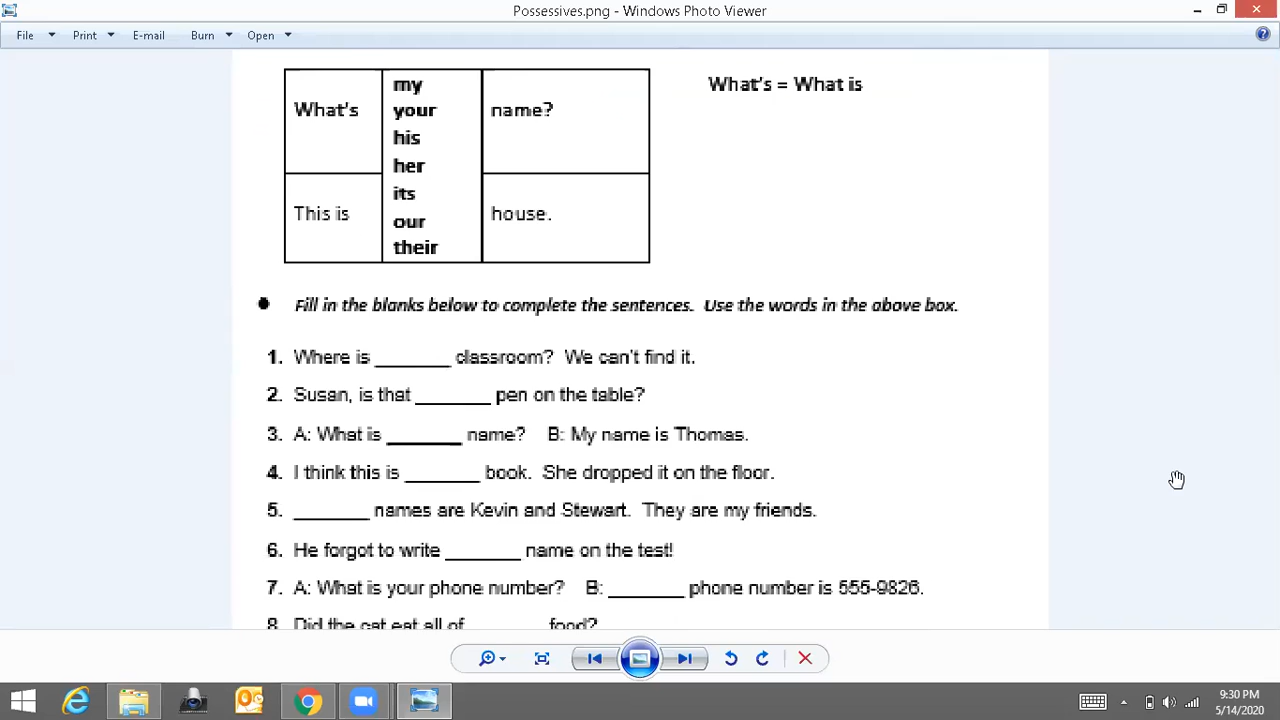 Possessives.png - Windows Photo Viewer
File Print E-mail Burn Open
What's
my
your
his
her
its
our
their
name?
This is
house.
What's = What is
Fill in the blanks below to complete the sentences. Use the words in the above box.
1. Where is ________ classroom? We can't find it.
2. Susan, is that ________ pen on the table?
3. A: What is ________ name? B: My name is Thomas.
4. I think this is ________ book. She dropped it on the floor.
5. ________ names are Kevin and Stewart. They are my friends.
6. He forgot to write ________ name on the test!
7. A: What is your phone number? B: ________ phone number is 555-9826.
8 Did the cat eat all of food?
9:30 PM
5/14/2020